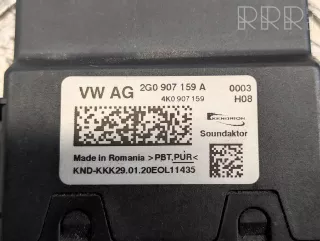 RRR
VW AG 2G0 907 159 A 0003
4K0 907 159 H08
Soundaktor
Made in Romania >PBT,PUR<
KND-KKK29.01.20EOL11435